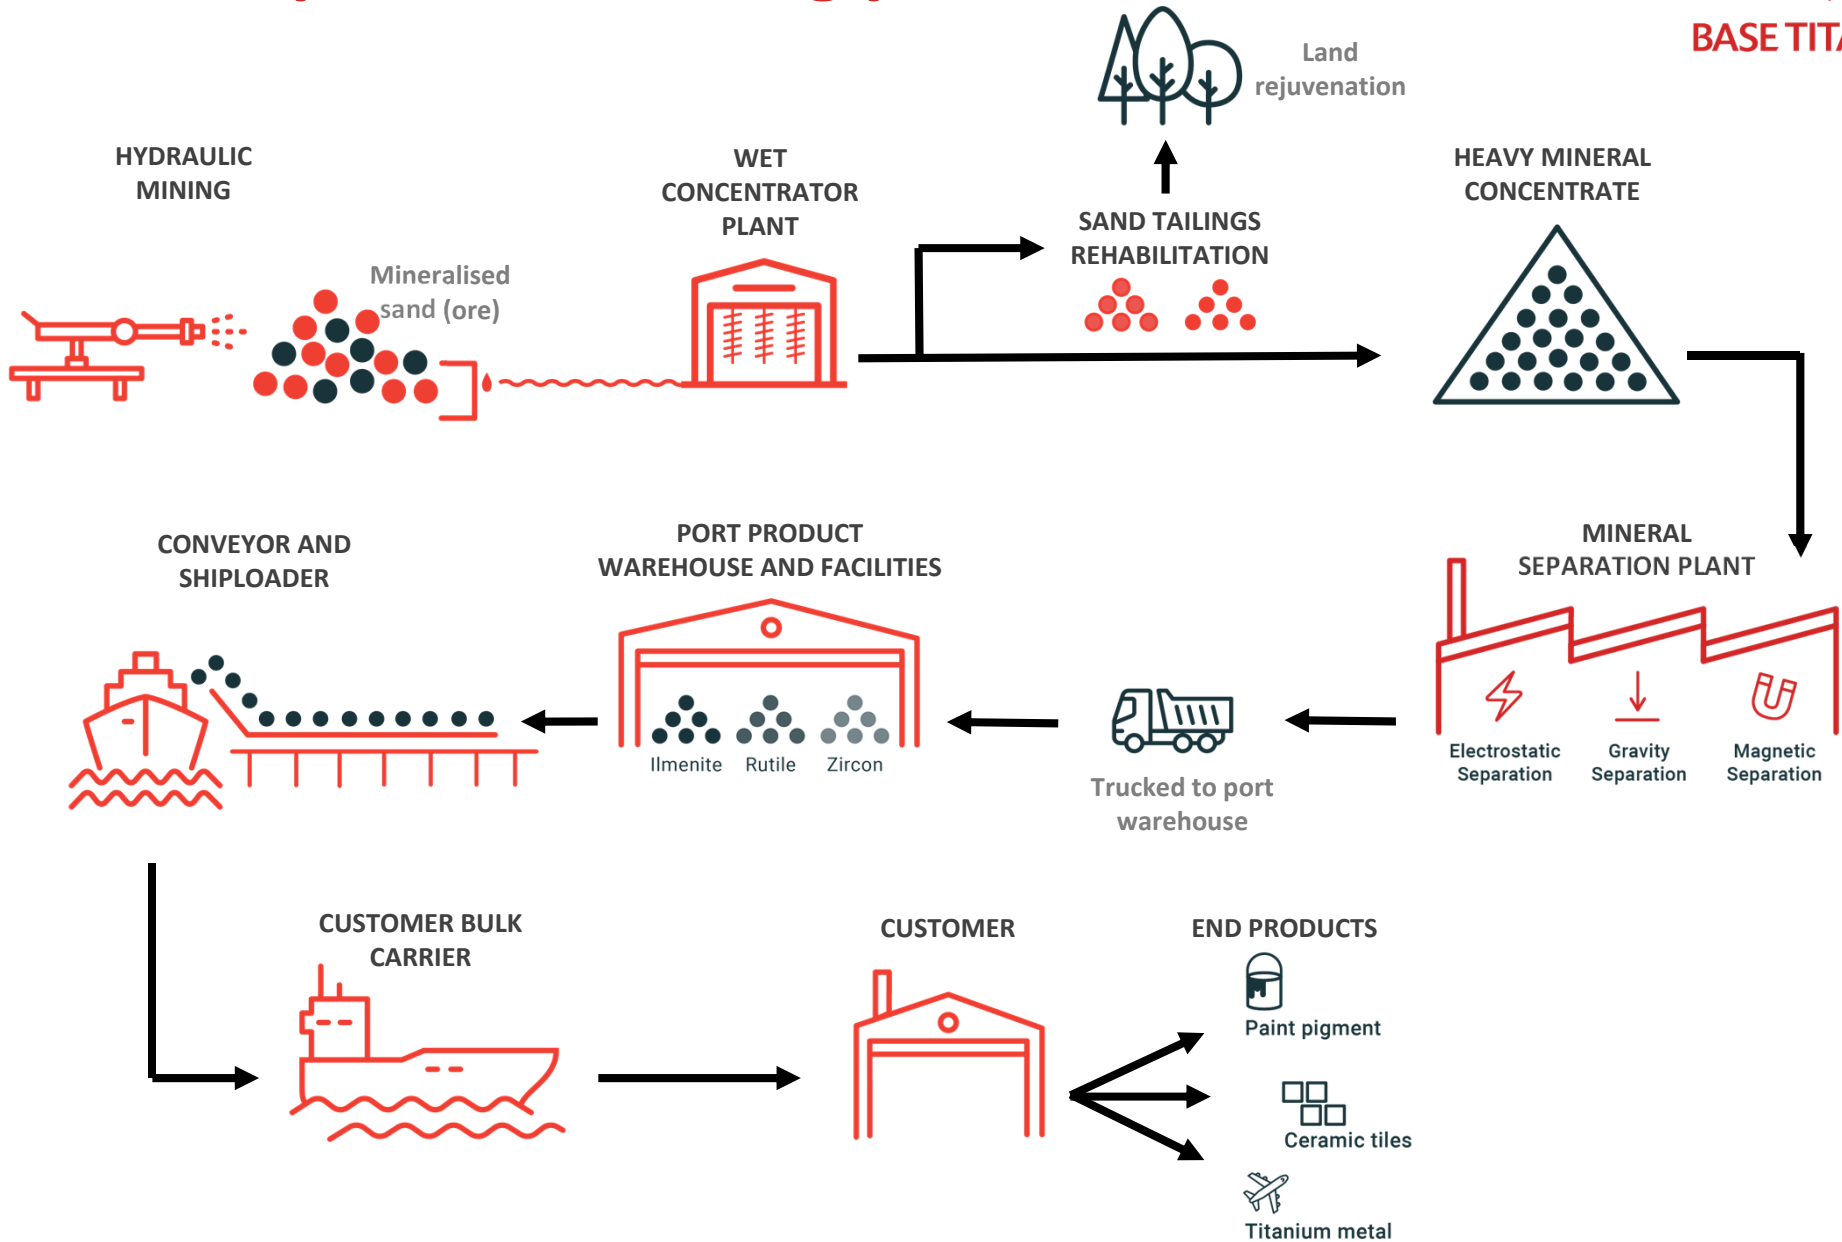 BASE TITA
Land
rejuvenation
HYDRAULIC
MINING
WET
CONCENTRATOR
PLANT
HEAVY MINERAL
CONCENTRATE
SAND TAILINGS
REHABILITATION
Mineralised
sand (ore)
CONVEYOR AND
SHIPLOADER
PORT PRODUCT
WAREHOUSE AND FACILITIES
MINERAL
SEPARATION PLANT
Ilmenite
Rutile
Zircon
Electrostatic
Separation
Gravity
Separation
Magnetic
Separation
Trucked to port
warehouse
CUSTOMER BULK
CARRIER
CUSTOMER
END PRODUCTS
Paint pigment
Ceramic tiles
Titanium metal